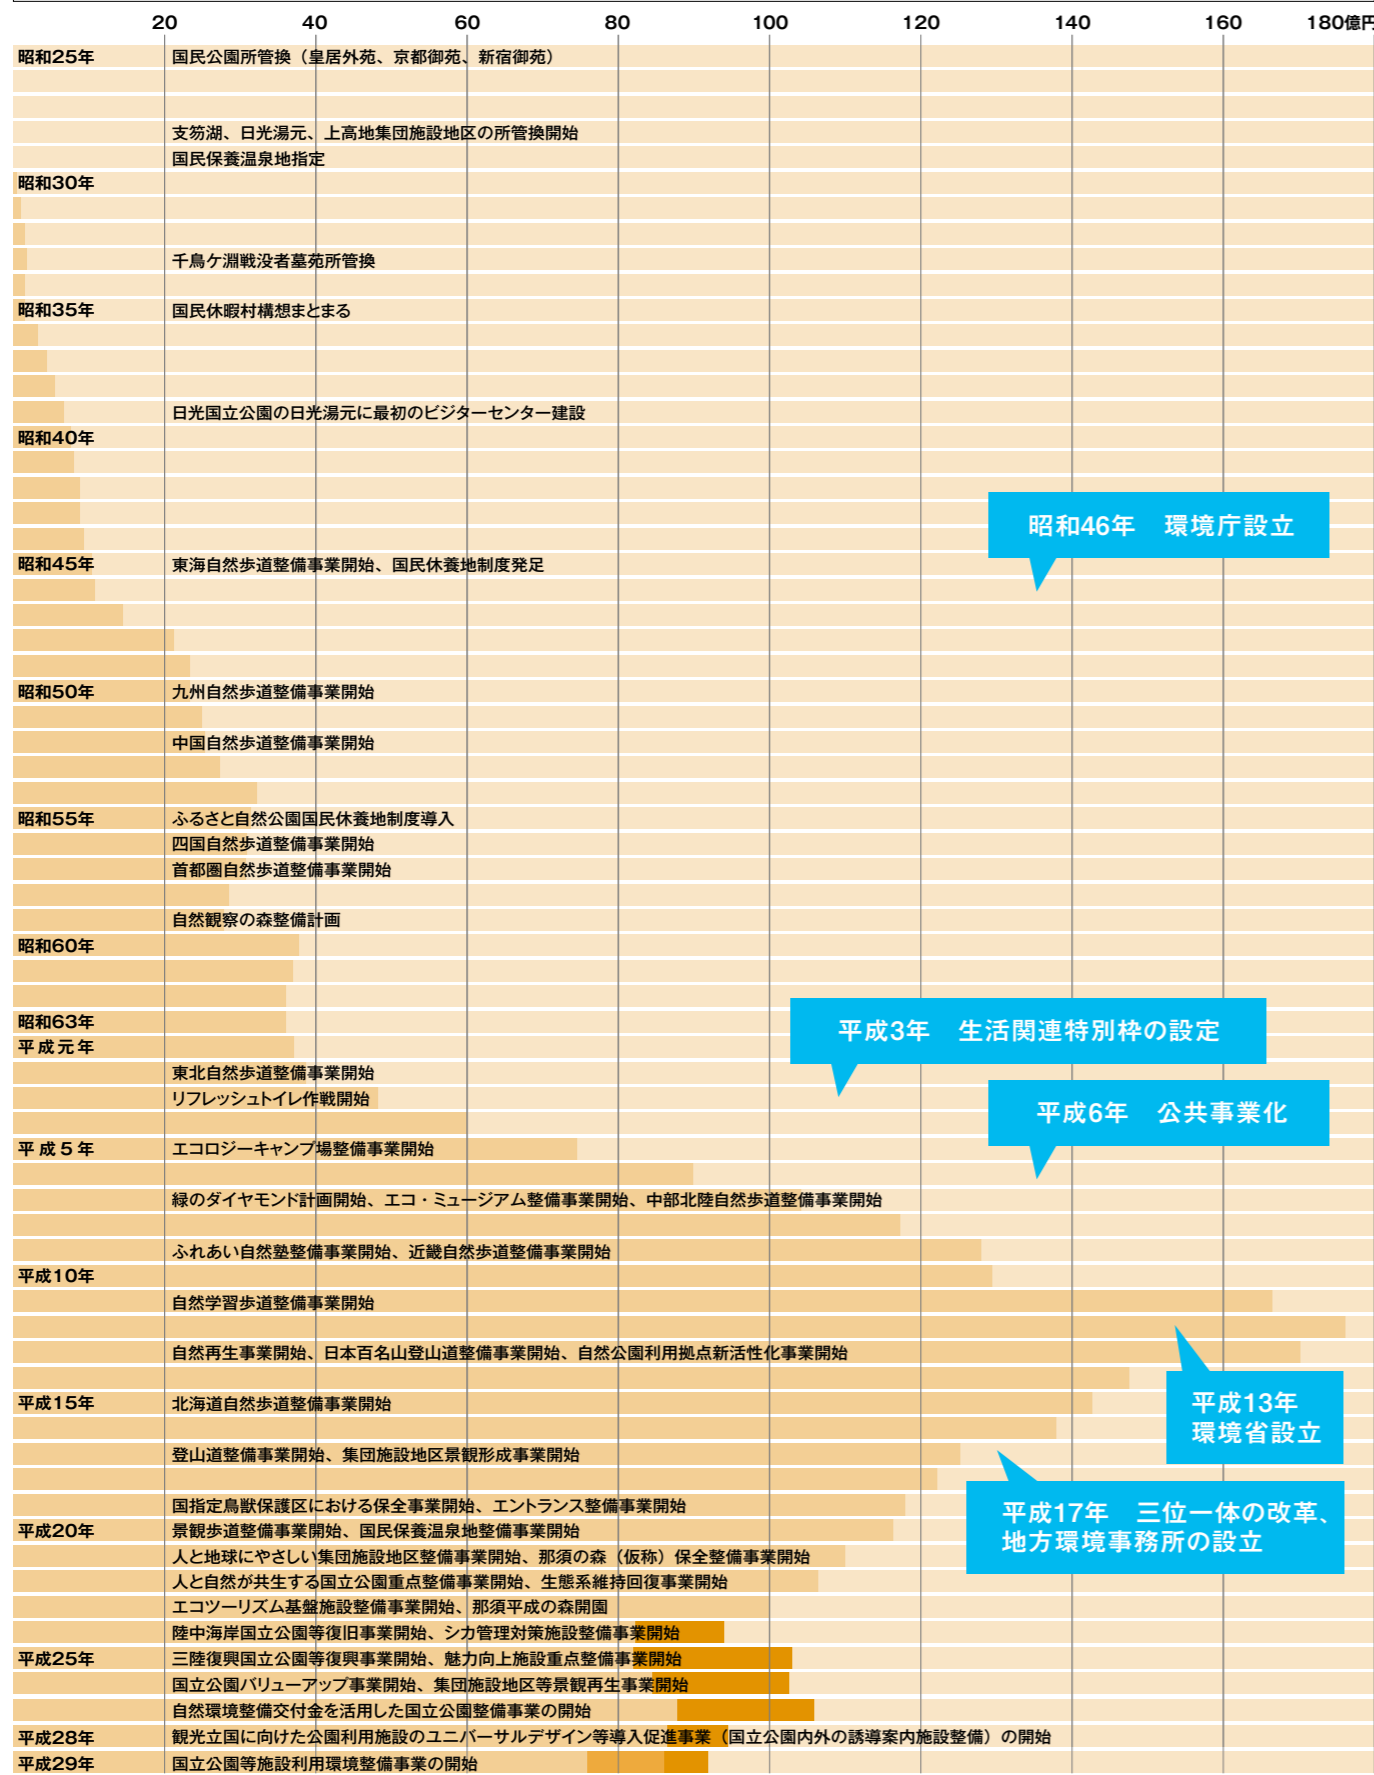 20 40 60 80 100 120 140 160 180億円
昭和25年 国民公園所管換（皇居外苑、京都御苑、新宿御苑）
支笏湖、日光湯元、上高地集団施設地区の所管換開始
国民保養温泉地指定
昭和30年
千鳥ケ淵戦没者墓苑所管換
昭和35年 国民休暇村構想まとまる
日光国立公園の日光湯元に最初のビジターセンター建設
昭和40年
昭和46年　環境庁設立
昭和45年 東海自然歩道整備事業開始、国民休養地制度発足
昭和50年 九州自然歩道整備事業開始
中国自然歩道整備事業開始
昭和55年 ふるさと自然公園国民休養地制度導入
四国自然歩道整備事業開始
首都圏自然歩道整備事業開始
自然観察の森整備計画
昭和60年
昭和63年
平成3年　生活関連特別枠の設定
平成元年
東北自然歩道整備事業開始
リフレッシュトイレ作戦開始
平成6年　公共事業化
平成5年 エコロジーキャンプ場整備事業開始
緑のダイヤモンド計画開始、エコ・ミュージアム整備事業開始、中部北陸自然歩道整備事業開始
ふれあい自然塾整備事業開始、近畿自然歩道整備事業開始
平成10年
自然学習歩道整備事業開始
自然再生事業開始、日本百名山登山道整備事業開始、自然公園利用拠点新活性化事業開始
平成15年 北海道自然歩道整備事業開始
平成13年
環境省設立
登山道整備事業開始、集団施設地区景観形成事業開始
国指定鳥獣保護区における保全事業開始、エントランス整備事業開始
平成17年　三位一体の改革、
地方環境事務所の設立
平成20年 景観歩道整備事業開始、国民保養温泉地整備事業開始
人と地球にやさしい集団施設地区整備事業開始、那須の森（仮称）保全整備事業開始
人と自然が共生する国立公園重点整備事業開始、生態系維持回復事業開始
エコツーリズム基盤施設整備事業開始、那須平成の森開園
陸中海岸国立公園等復旧事業開始、シカ管理対策施設整備事業開始
平成25年 三陸復興国立公園等復興事業開始、魅力向上施設重点整備事業開始
国立公園バリューアップ事業開始、集団施設地区等景観再生事業開始
自然環境整備交付金を活用した国立公園整備事業の開始
平成28年 観光立国に向けた公園利用施設のユニバーサルデザイン等導入促進事業（国立公園内外の誘導案内施設整備）の開始
平成29年 国立公園等施設利用環境整備事業の開始